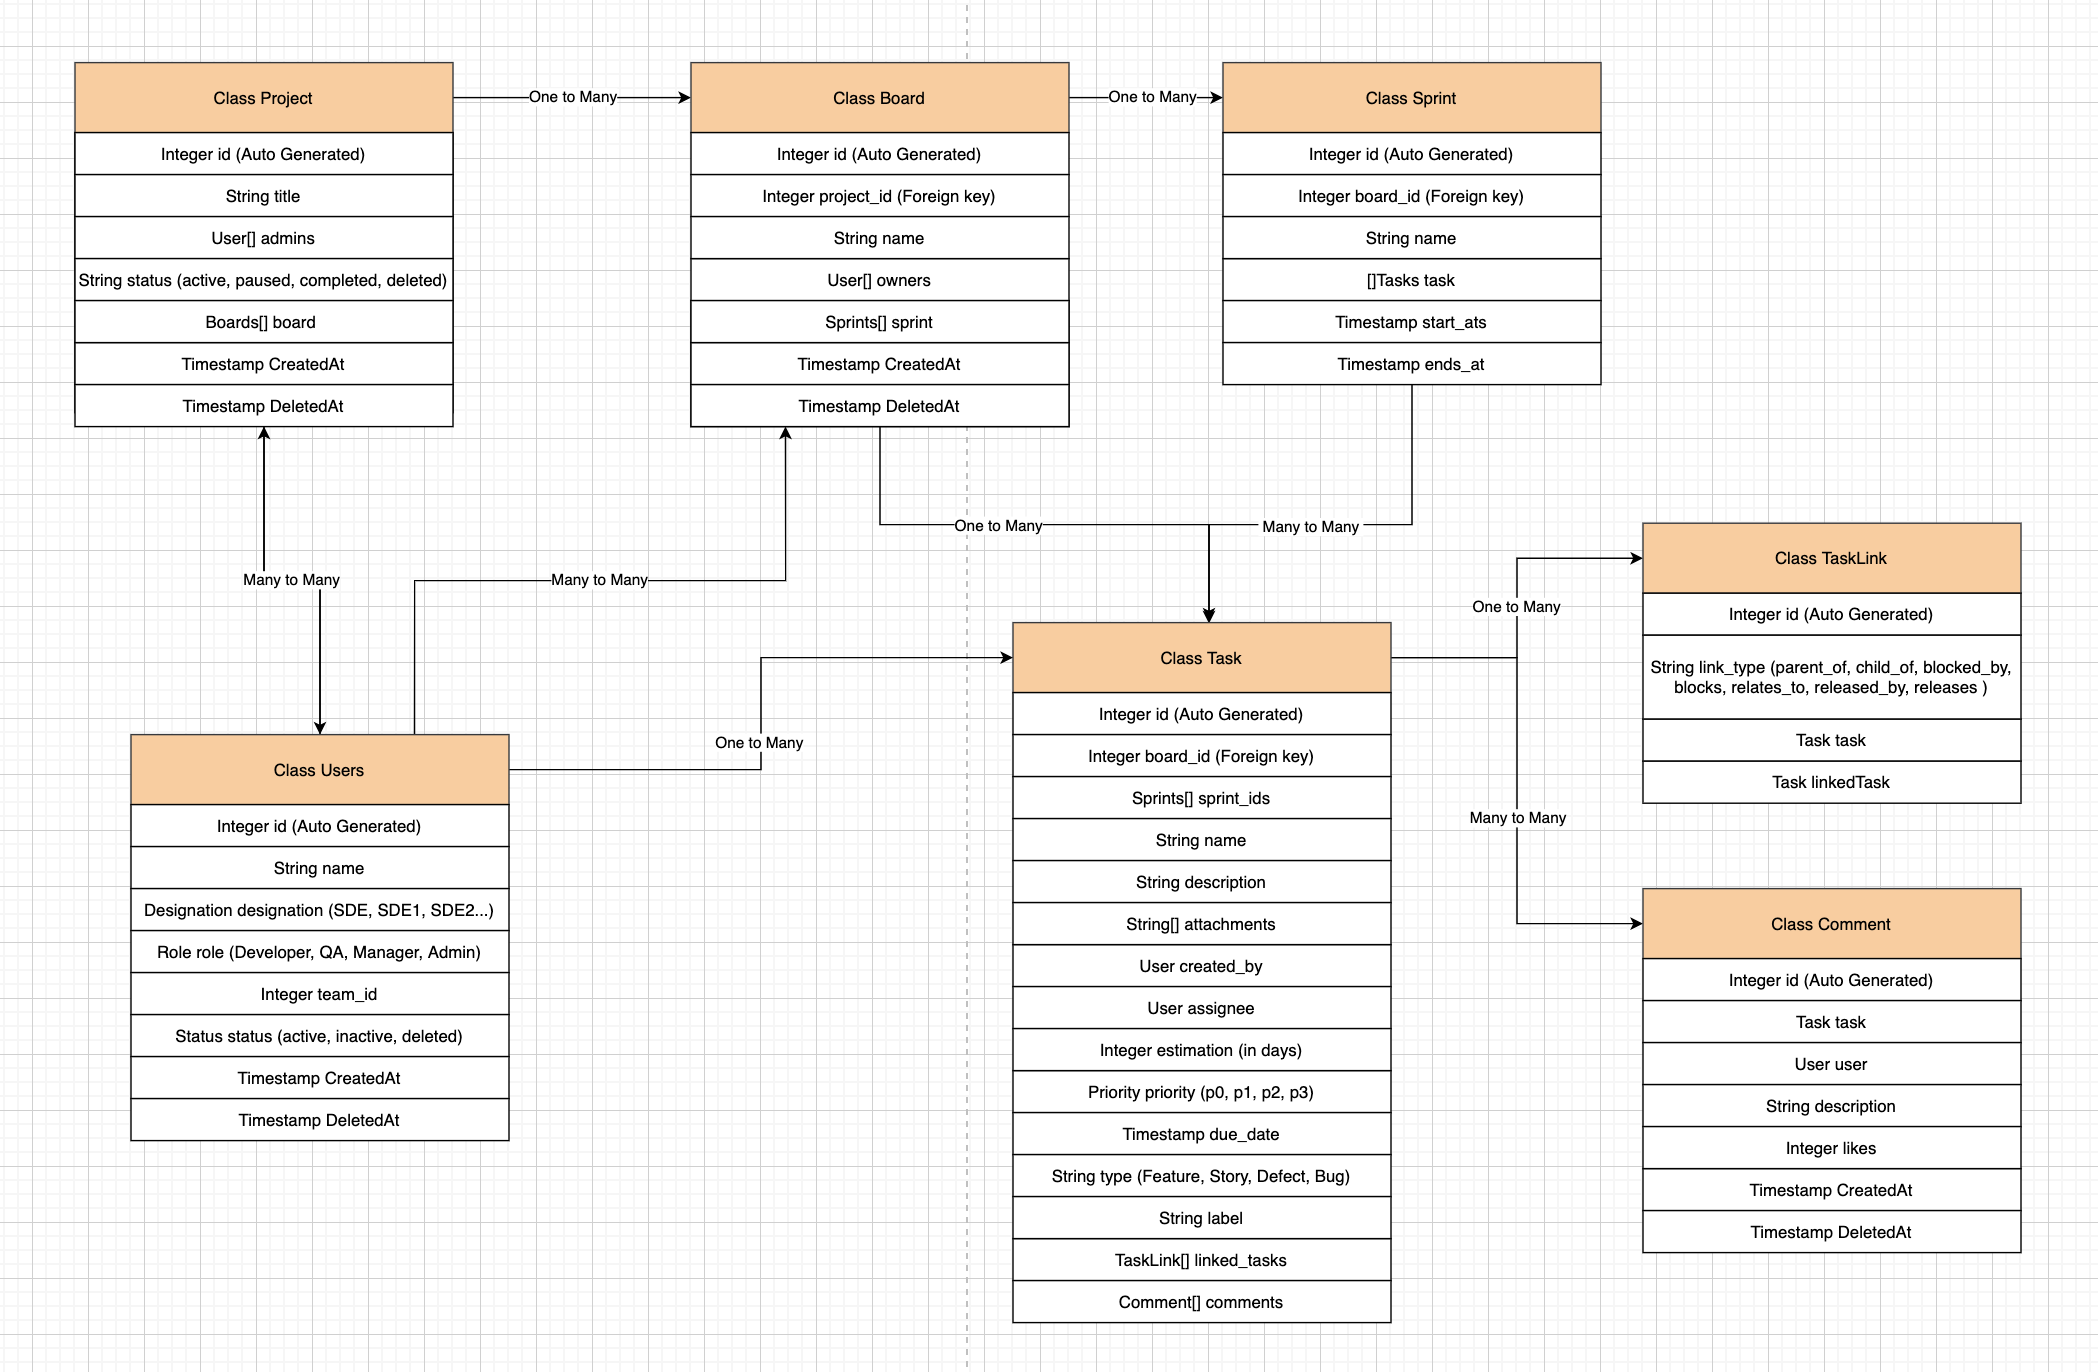 Class Project
Integer id (Auto Generated)
String title
User[] admins
String status (active, paused, completed, deleted)
Boards[] board
Timestamp CreatedAt
Timestamp DeletedAt
One to Many
Class Board
Integer id (Auto Generated)
Integer project_id (Foreign key)
String name
User[] owners
Sprints[] sprint
Timestamp CreatedAt
Timestamp DeletedAt
One to Many
Class Sprint
Integer id (Auto Generated)
Integer board_id (Foreign key)
String name
[]Tasks task
Timestamp start_ats
Timestamp ends_at
Many to Many
Many to Many
One to Many
Many to Many
Class Users
Integer id (Auto Generated)
String name
Designation designation (SDE, SDE1, SDE2...)
Role role (Developer, QA, Manager, Admin)
Integer team_id
Status status (active, inactive, deleted)
Timestamp CreatedAt
Timestamp DeletedAt
One to Many
Class Task
Integer id (Auto Generated)
Integer board_id (Foreign key)
Sprints[] sprint_ids
String name
String description
String[] attachments
User created_by
User assignee
Integer estimation (in days)
Priority priority (p0, p1, p2, p3)
Timestamp due_date
String type (Feature, Story, Defect, Bug)
String label
TaskLink[] linked_tasks
Comment[] comments
One to Many
Many to Many
Class TaskLink
Integer id (Auto Generated)
String link_type (parent_of, child_of, blocked_by,
blocks, relates_to, released_by, releases )
Task task
Task linkedTask
Class Comment
Integer id (Auto Generated)
Task task
User user
String description
Integer likes
Timestamp CreatedAt
Timestamp DeletedAt